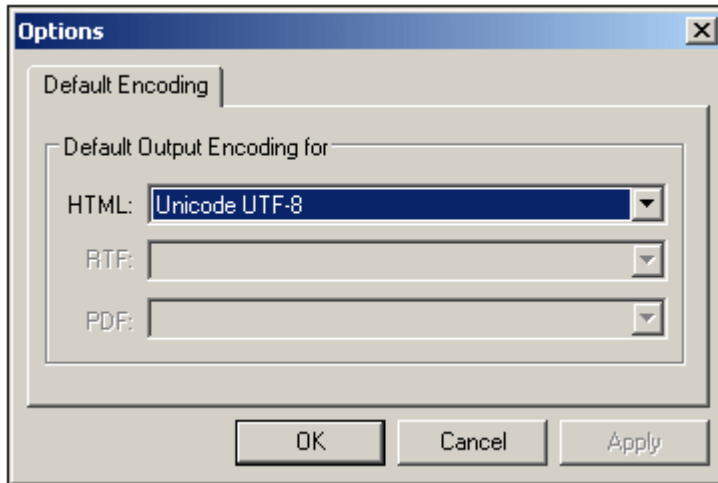 Options
Default Encoding
Default Output Encoding for
HTML: Unicode UTF-8
RTF:
PDF:
OK Cancel Apply